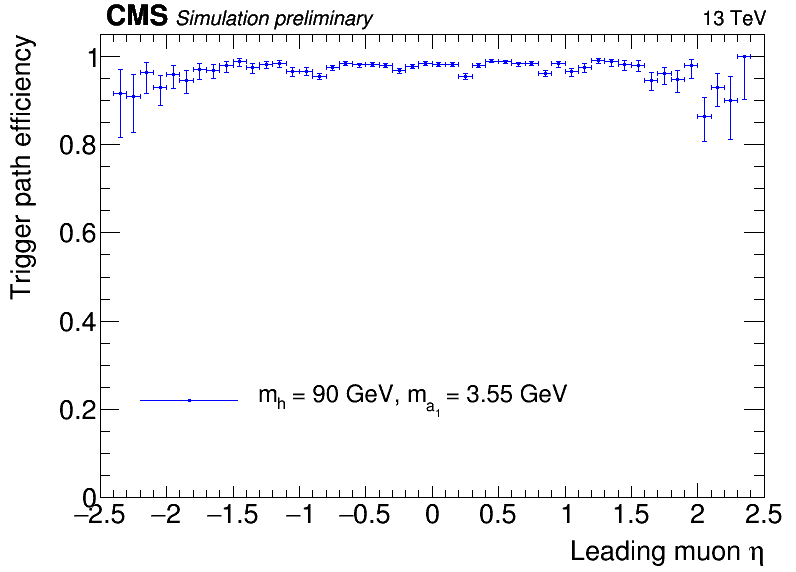 CMS Simulation preliminary 13 TeV
Trigger path efficiency
1
0.8
0.6
0.4
0.2
0
m_h = 90 GeV, m_a_1 = 3.55 GeV
−2.5 −2 −1.5 −1 −0.5 0 0.5 1 1.5 2 2.5
Leading muon η